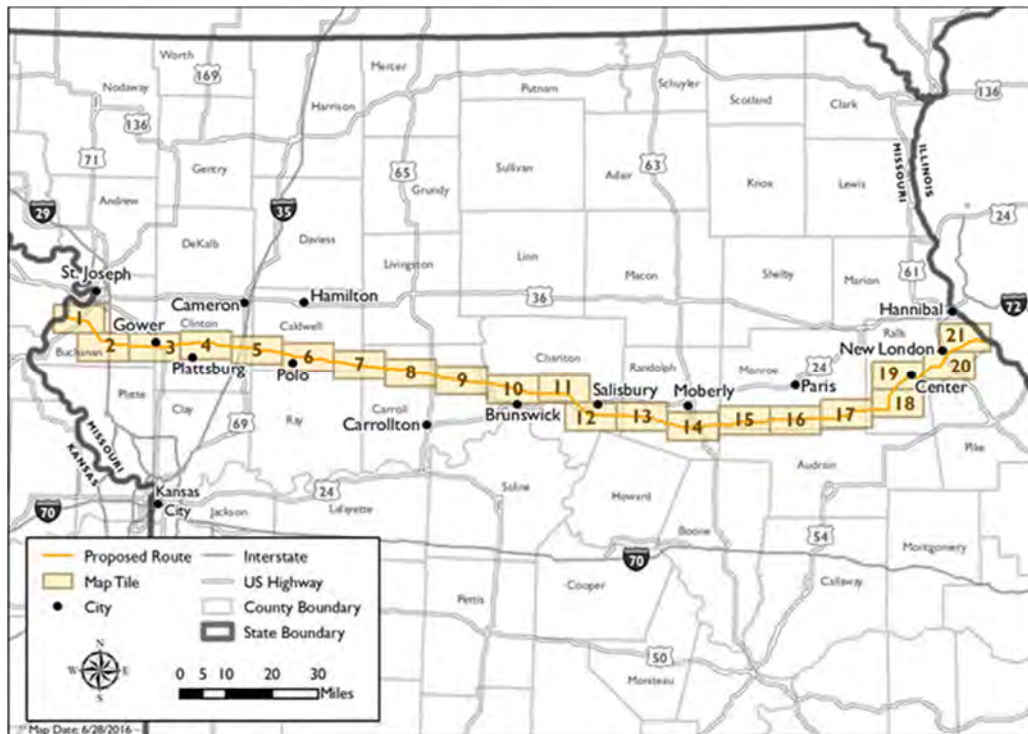 Worth
169
Mercer
Nodaway
Putnam
Schuyler
Scotland
Clark
136
Harrison
136
71
Gentry
65
Sullivan
Adair
63
Knox
Lewis
MISSOURI
ILLINOIS
Grundy
Andrew
29
35
24
DeKalb
Daviess
Livingston
Linn
Macon
Shelby
Marion
61
St. Joseph
Cameron
Hamilton
36
Hannibal
72
1
Gower
Clinton
Caldwell
Ralls
21
Buchanan
2
3
4
5
6
7
8
9
10
11
12
13
14
15
16
17
18
19
20
New London
Center
Plattsburg
Polo
Chariton
Randolph
Monroe
24
Paris
Platte
Clay
Ray
Carroll
Carrollton
Brunswick
Salisbury
Moberly
69
MISSOURI
KANSAS
Audrain
Pike
Kansas
City
70
24
Jackson
Lafayette
Saline
Howard
Boone
54
Montgomery
70
Cooper
Callaway
Pettis
50
Moniteau
Proposed Route
Interstate
Map Tile
US Highway
City
County Boundary
State Boundary
N
W
E
S
0 5 10 20 30
Miles
Map Date: 6/28/2016